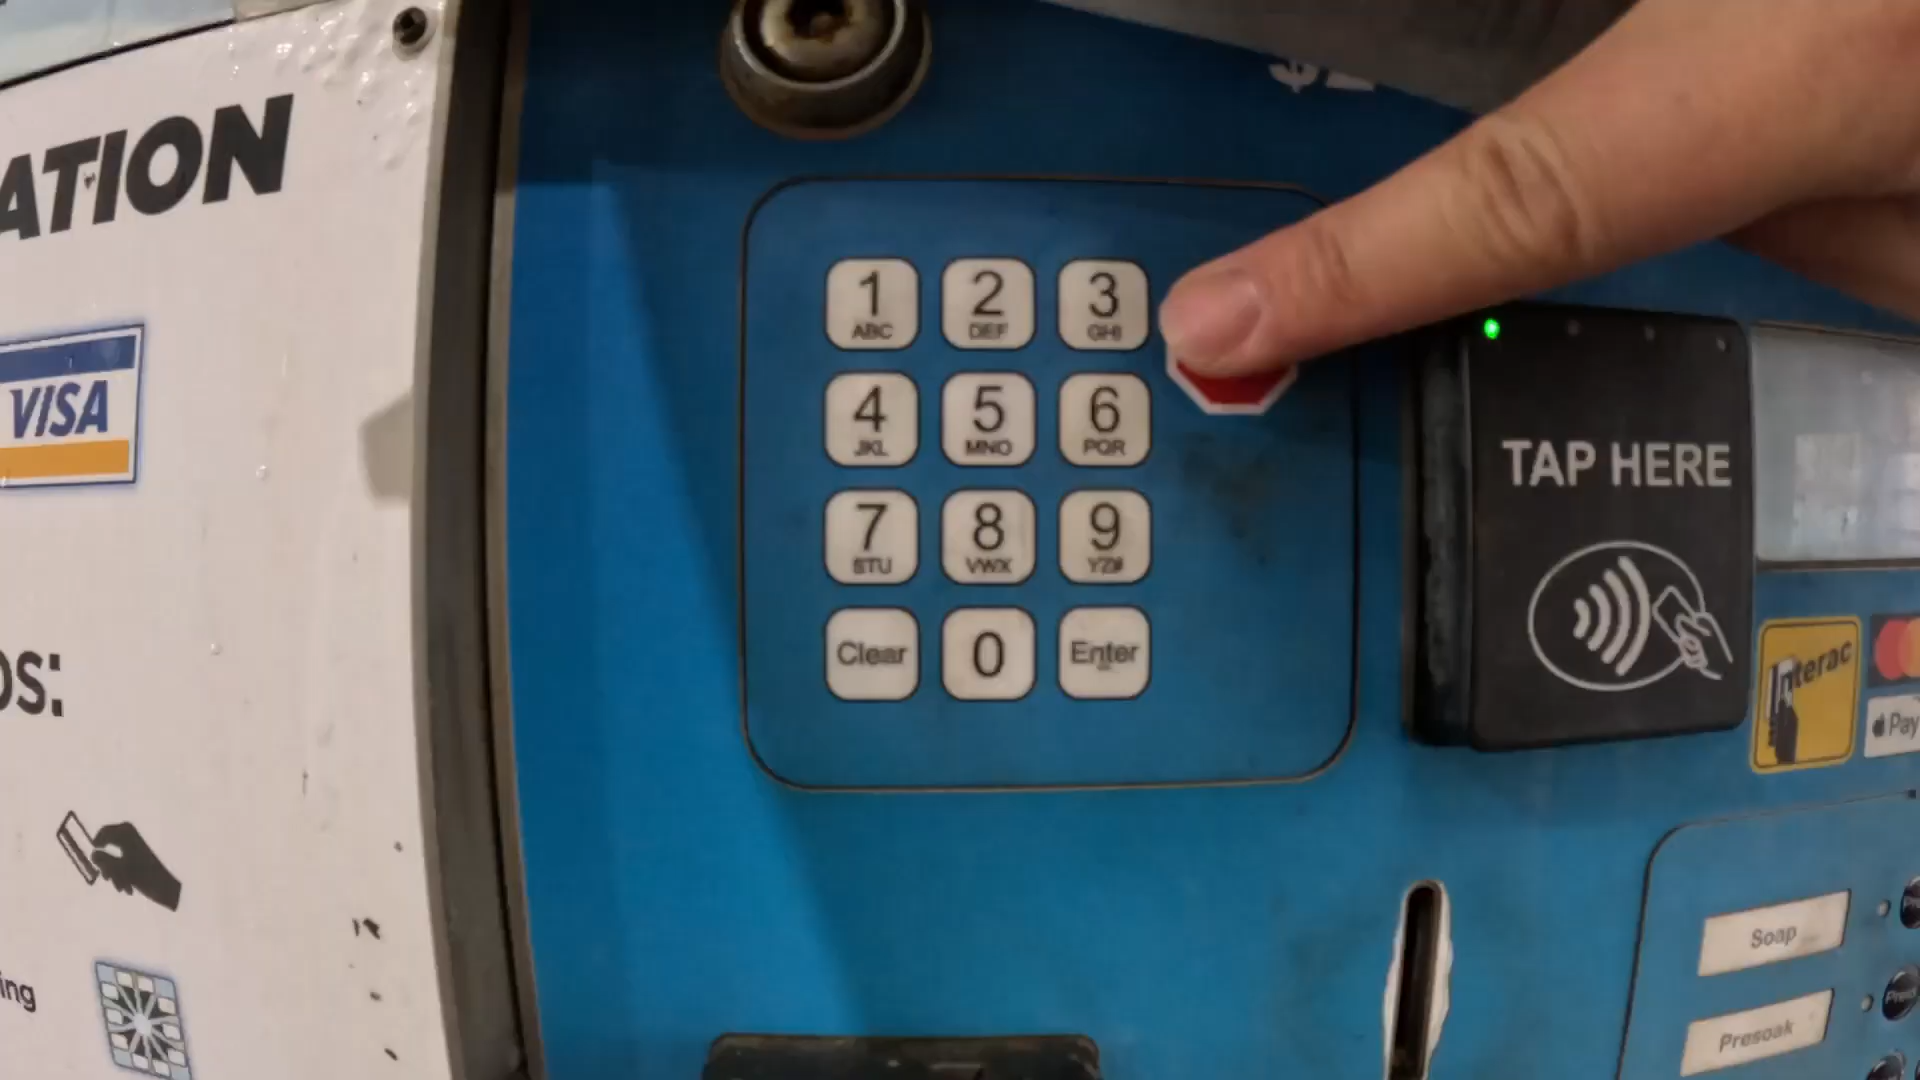 ATION
$2
VISA
1
ABC
2
DEF
3
GHI
4
JKL
5
MNO
6
PQR
7
STU
8
VWX
9
YZ#
Clear
0
Enter
TAP HERE
Interac
Pay
os:
ing
Soap
Presoak